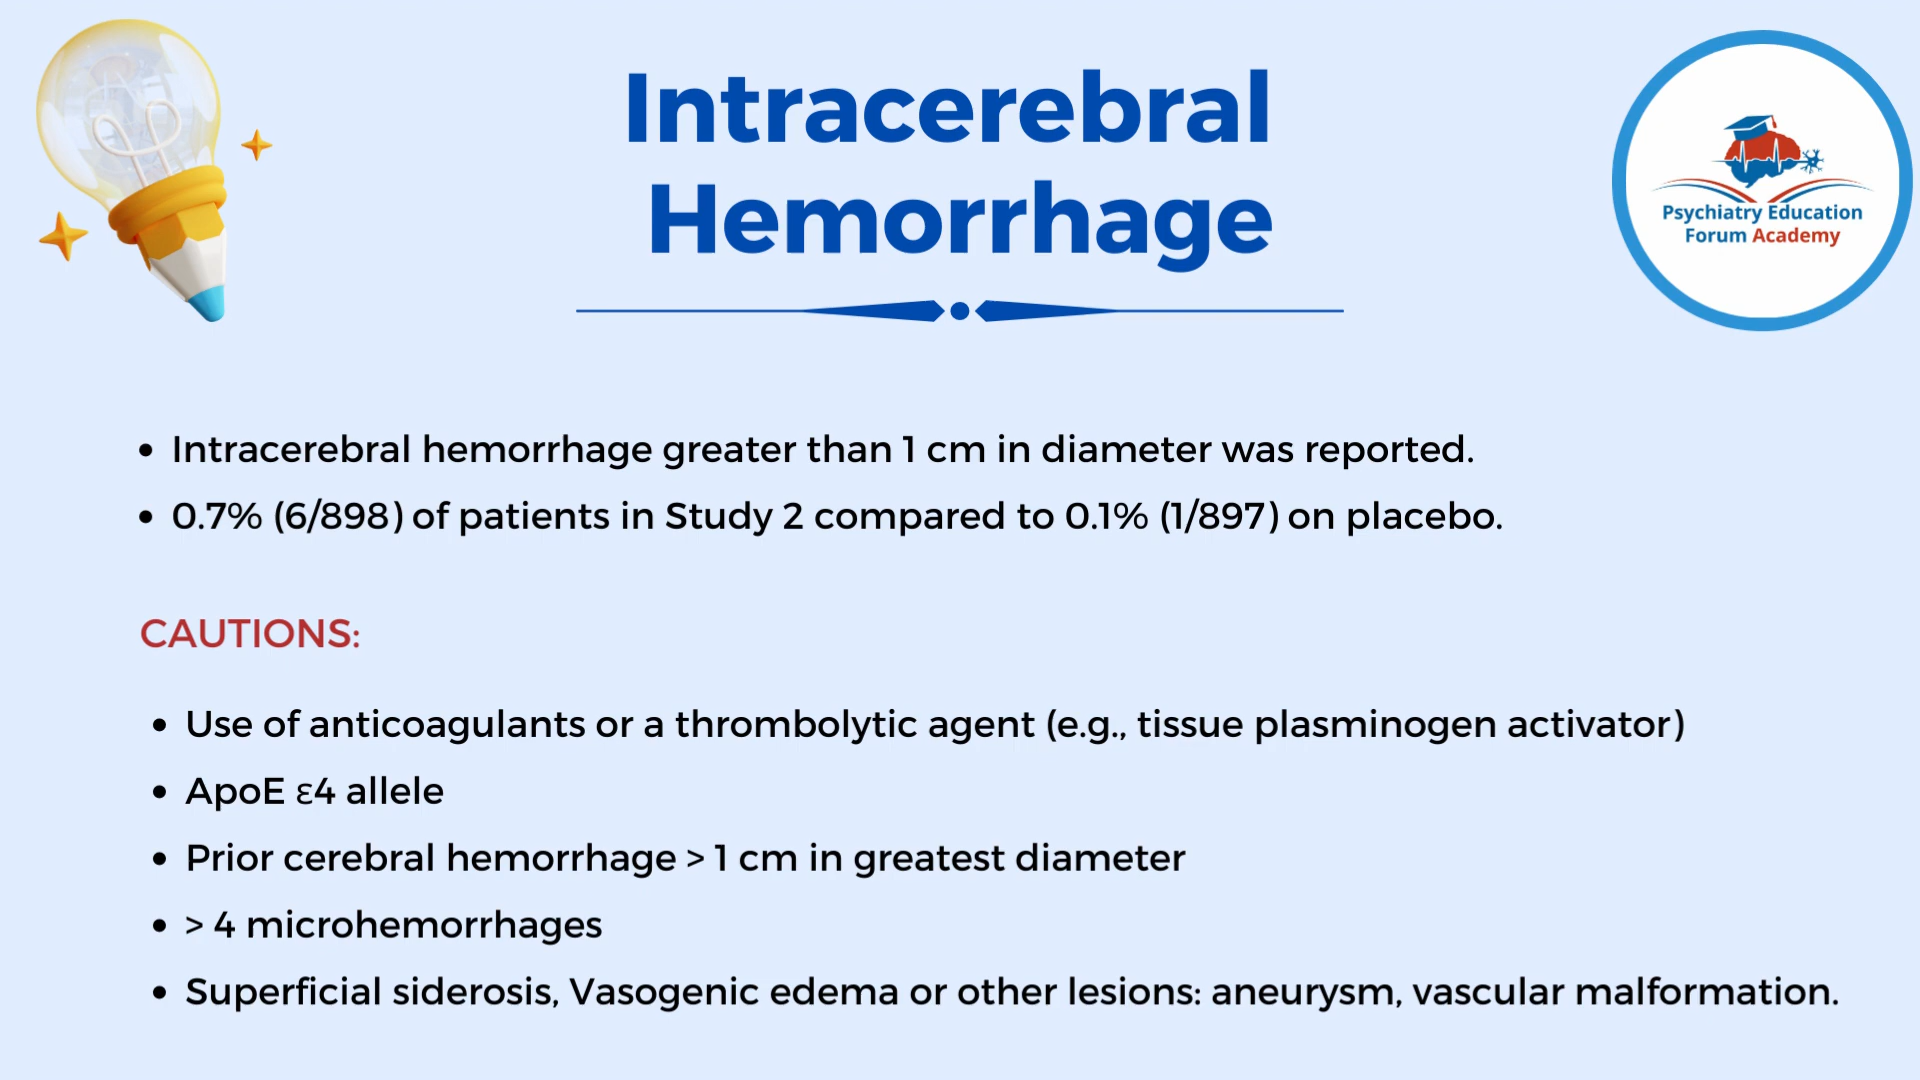 Intracerebral
Hemorrhage
Psychiatry Education
Forum Academy
• Intracerebral hemorrhage greater than 1 cm in diameter was reported.
• 0.7% (6/898) of patients in Study 2 compared to 0.1% (1/897) on placebo.
CAUTIONS:
• Use of anticoagulants or a thrombolytic agent (e.g., tissue plasminogen activator)
• ApoE ε4 allele
• Prior cerebral hemorrhage > 1 cm in greatest diameter
• > 4 microhemorrhages
• Superficial siderosis, Vasogenic edema or other lesions: aneurysm, vascular malformation.